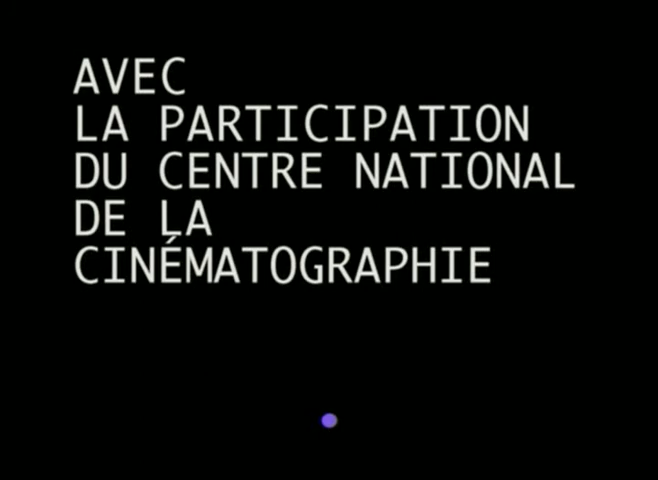 AVEC
LA PARTICIPATION
DU CENTRE NATIONAL
DE LA
CINÉMATOGRAPHIE